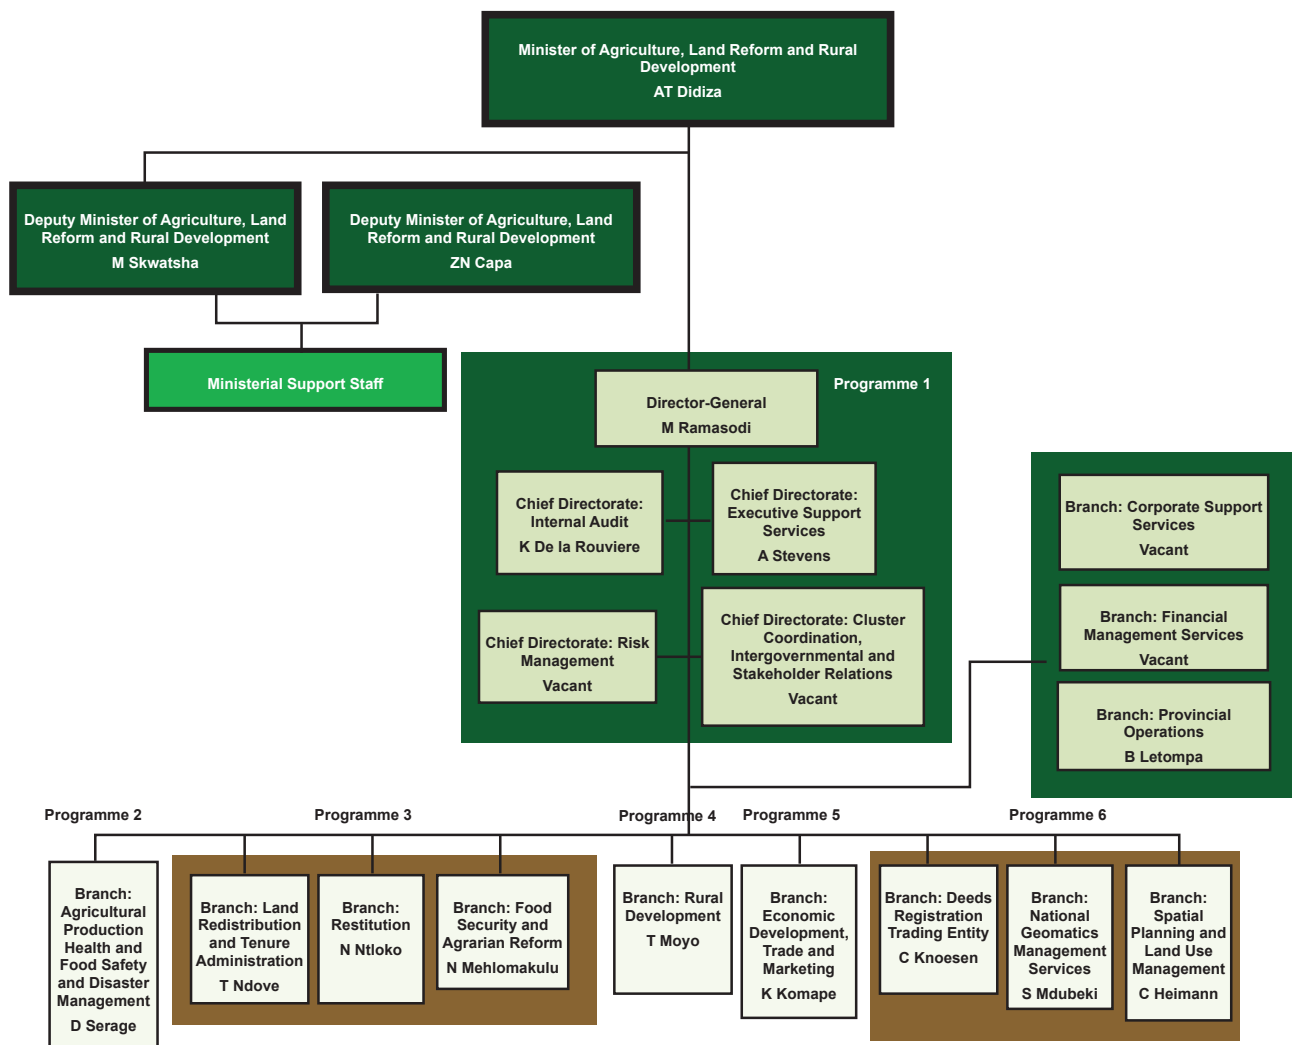 Minister of Agriculture, Land Reform and Rural
Development
AT Didiza
Deputy Minister of Agriculture, Land
Reform and Rural Development
M Skwatsha
Deputy Minister of Agriculture, Land
Reform and Rural Development
ZN Capa
Ministerial Support Staff
Programme 1
Director-General
M Ramasodi
Chief Directorate:
Internal Audit
K De la Rouviere
Chief Directorate:
Executive Support
Services
A Stevens
Chief Directorate: Risk
Management
Vacant
Chief Directorate: Cluster
Coordination,
Intergovernmental and
Stakeholder Relations
Vacant
Branch: Corporate Support
Services
Vacant
Branch: Financial
Management Services
Vacant
Branch: Provincial
Operations
B Letompa
Programme 2
Branch:
Agricultural
Production
Health and
Food Safety
and Disaster
Management
D Serage
Programme 3
Branch: Land
Redistribution
and Tenure
Administration
T Ndove
Branch:
Restitution
N Ntloko
Branch: Food
Security and
Agrarian Reform
N Mehlomakulu
Programme 4
Branch: Rural
Development
T Moyo
Programme 5
Branch:
Economic
Development,
Trade and
Marketing
K Komape
Programme 6
Branch: Deeds
Registration
Trading Entity
C Knoesen
Branch:
National
Geomatics
Management
Services
S Mdubeki
Branch:
Spatial
Planning and
Land Use
Management
C Heimann